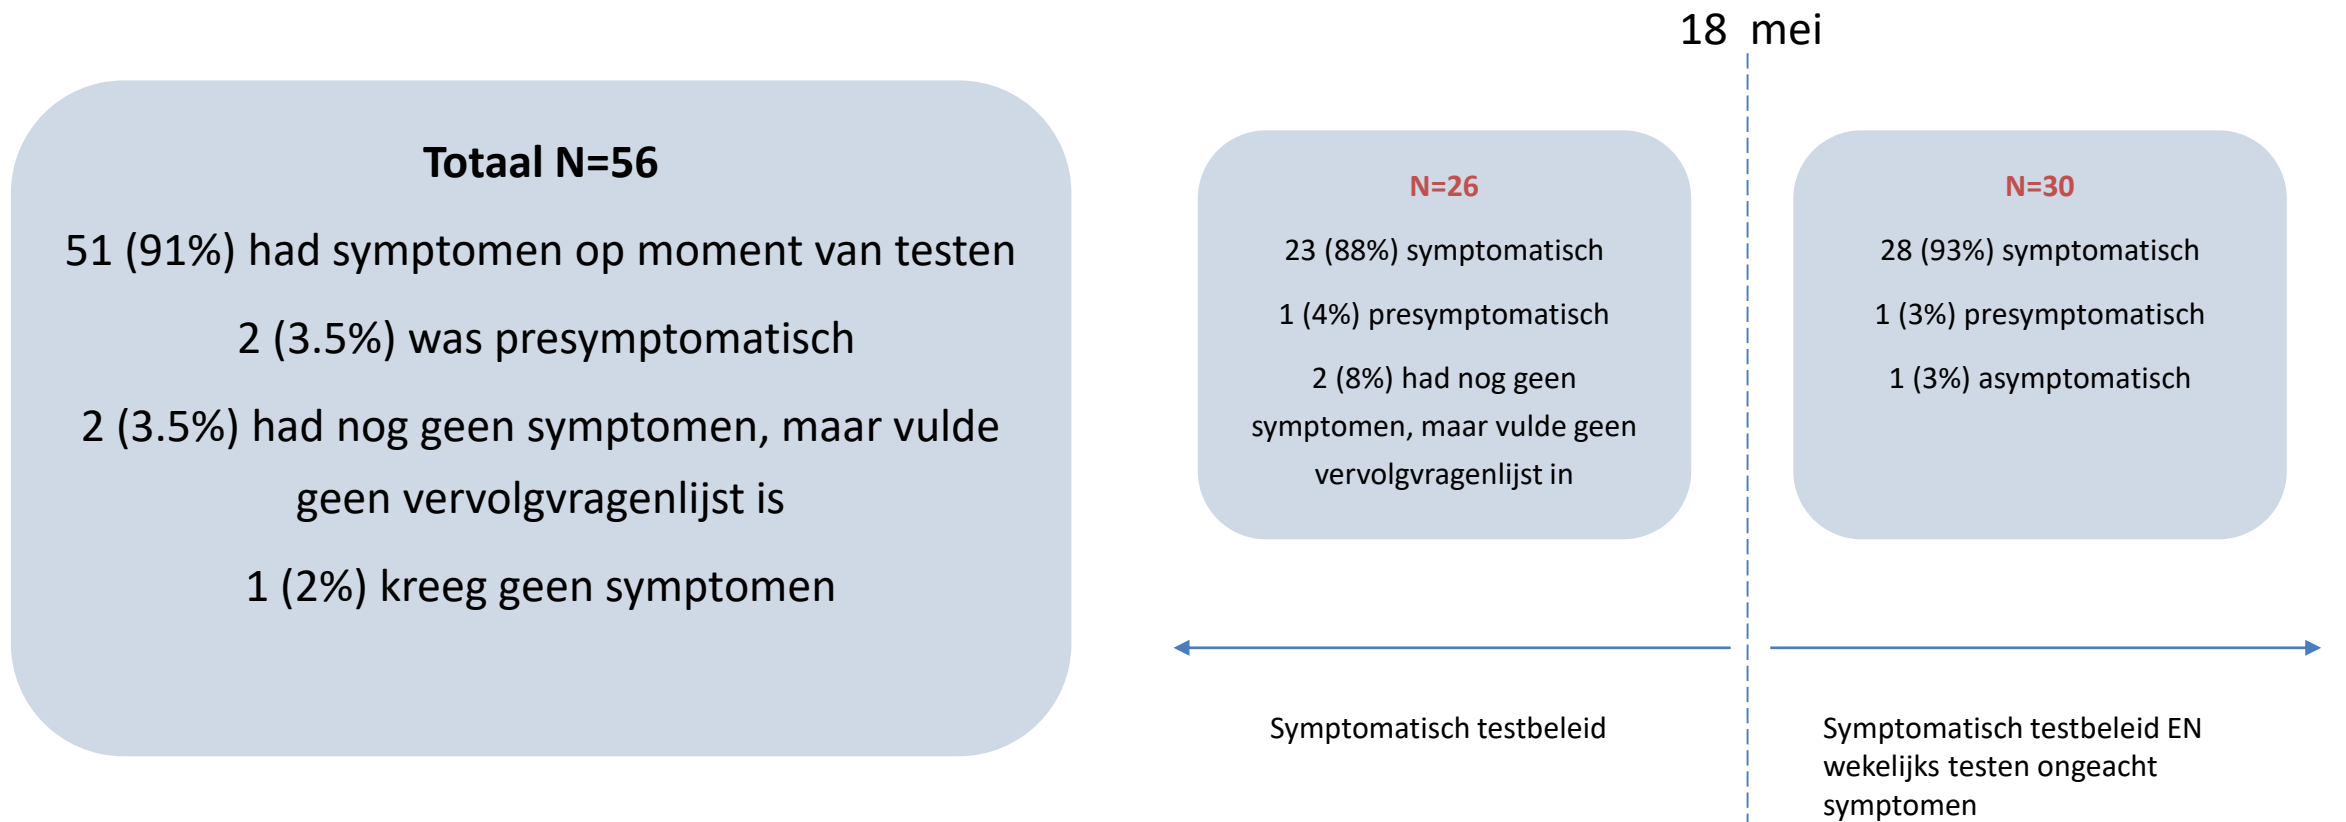 18 mei
Totaal N=56
51 (91%) had symptomen op moment van testen
2 (3.5%) was presymptomatisch
2 (3.5%) had nog geen symptomen, maar vulde
geen vervolgvragenlijst is
1 (2%) kreeg geen symptomen
N=26
23 (88%) symptomatisch
1 (4%) presymptomatisch
2 (8%) had nog geen
symptomen, maar vulde geen
vervolgvragenlijst in
N=30
28 (93%) symptomatisch
1 (3%) presymptomatisch
1 (3%) asymptomatisch
Symptomatisch testbeleid
Symptomatisch testbeleid EN
wekelijks testen ongeacht
symptomen